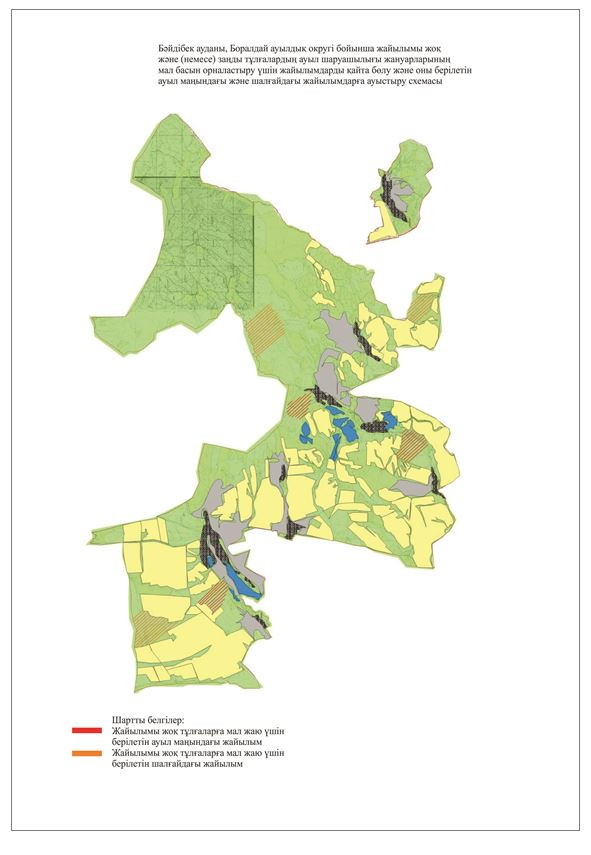 Бәйдібек ауданы, Боралдай ауылдық округі бойынша жайылымы жоқ
және (немесе) заңды тұлғалардың ауыл шаруашылығы жануарларының
мал басын орналастыру үшін жайылымдарды қайта бөлу және оны берілетін
ауыл маңындағы және шалғайдағы жайылымдарға ауыстыру схемасы
Шартты белгілер:
Жайылымы жоқ тұлғаларға мал жаю үшін
берілетін ауыл маңындағы жайылым
Жайылымы жоқ тұлғаларға мал жаю үшін
берілетін шалғайдағы жайылым